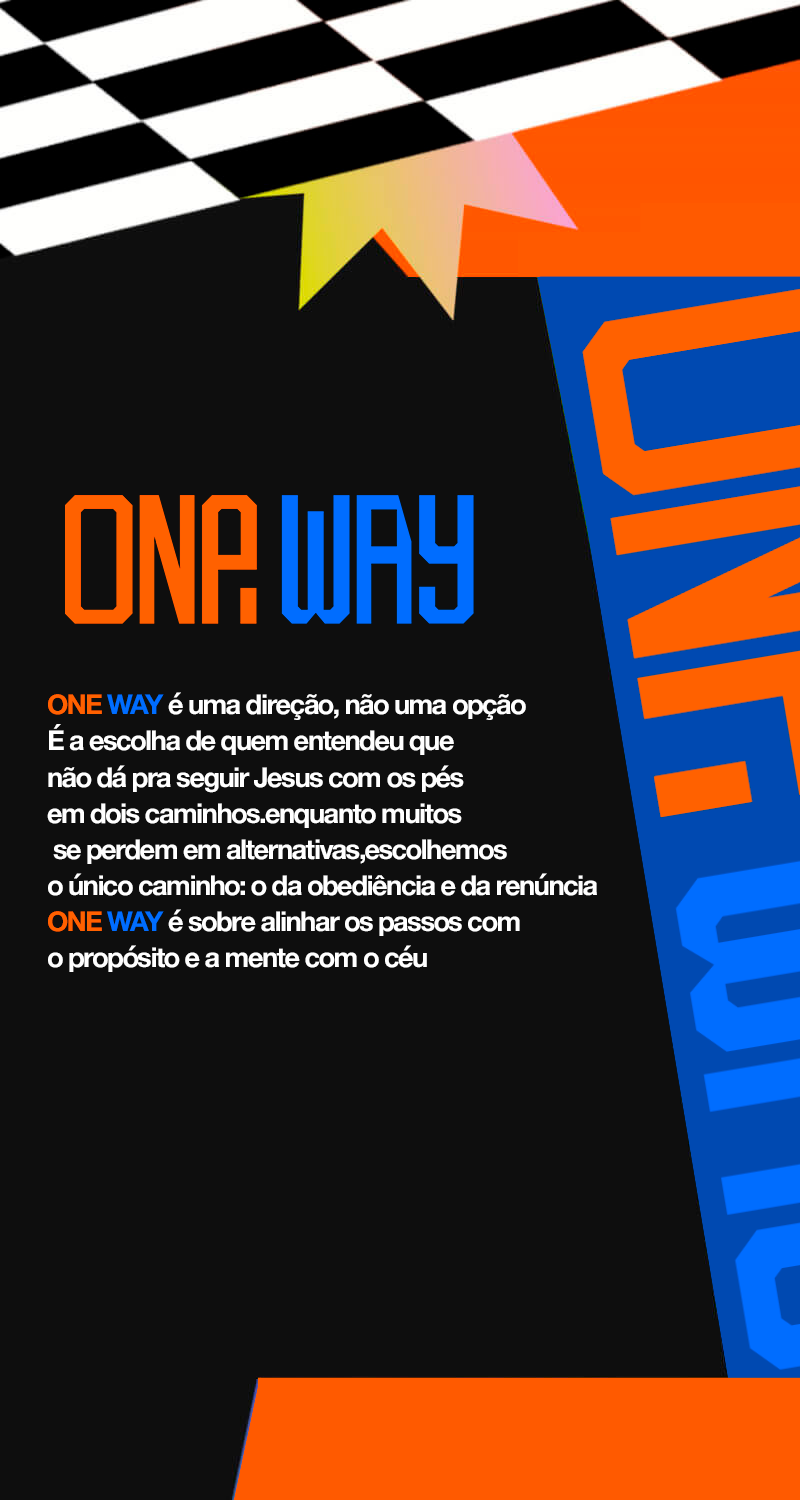 ONE WAY
ONE WAY é uma direção, não uma opção
É a escolha de quem entendeu que
não dá pra seguir Jesus com os pés
em dois caminhos.enquanto muitos
se perdem em alternativas,escolhemos
o único caminho: o da obediência e da renúncia
ONE WAY é sobre alinhar os passos com
o propósito e a mente com o céu
ONE WA